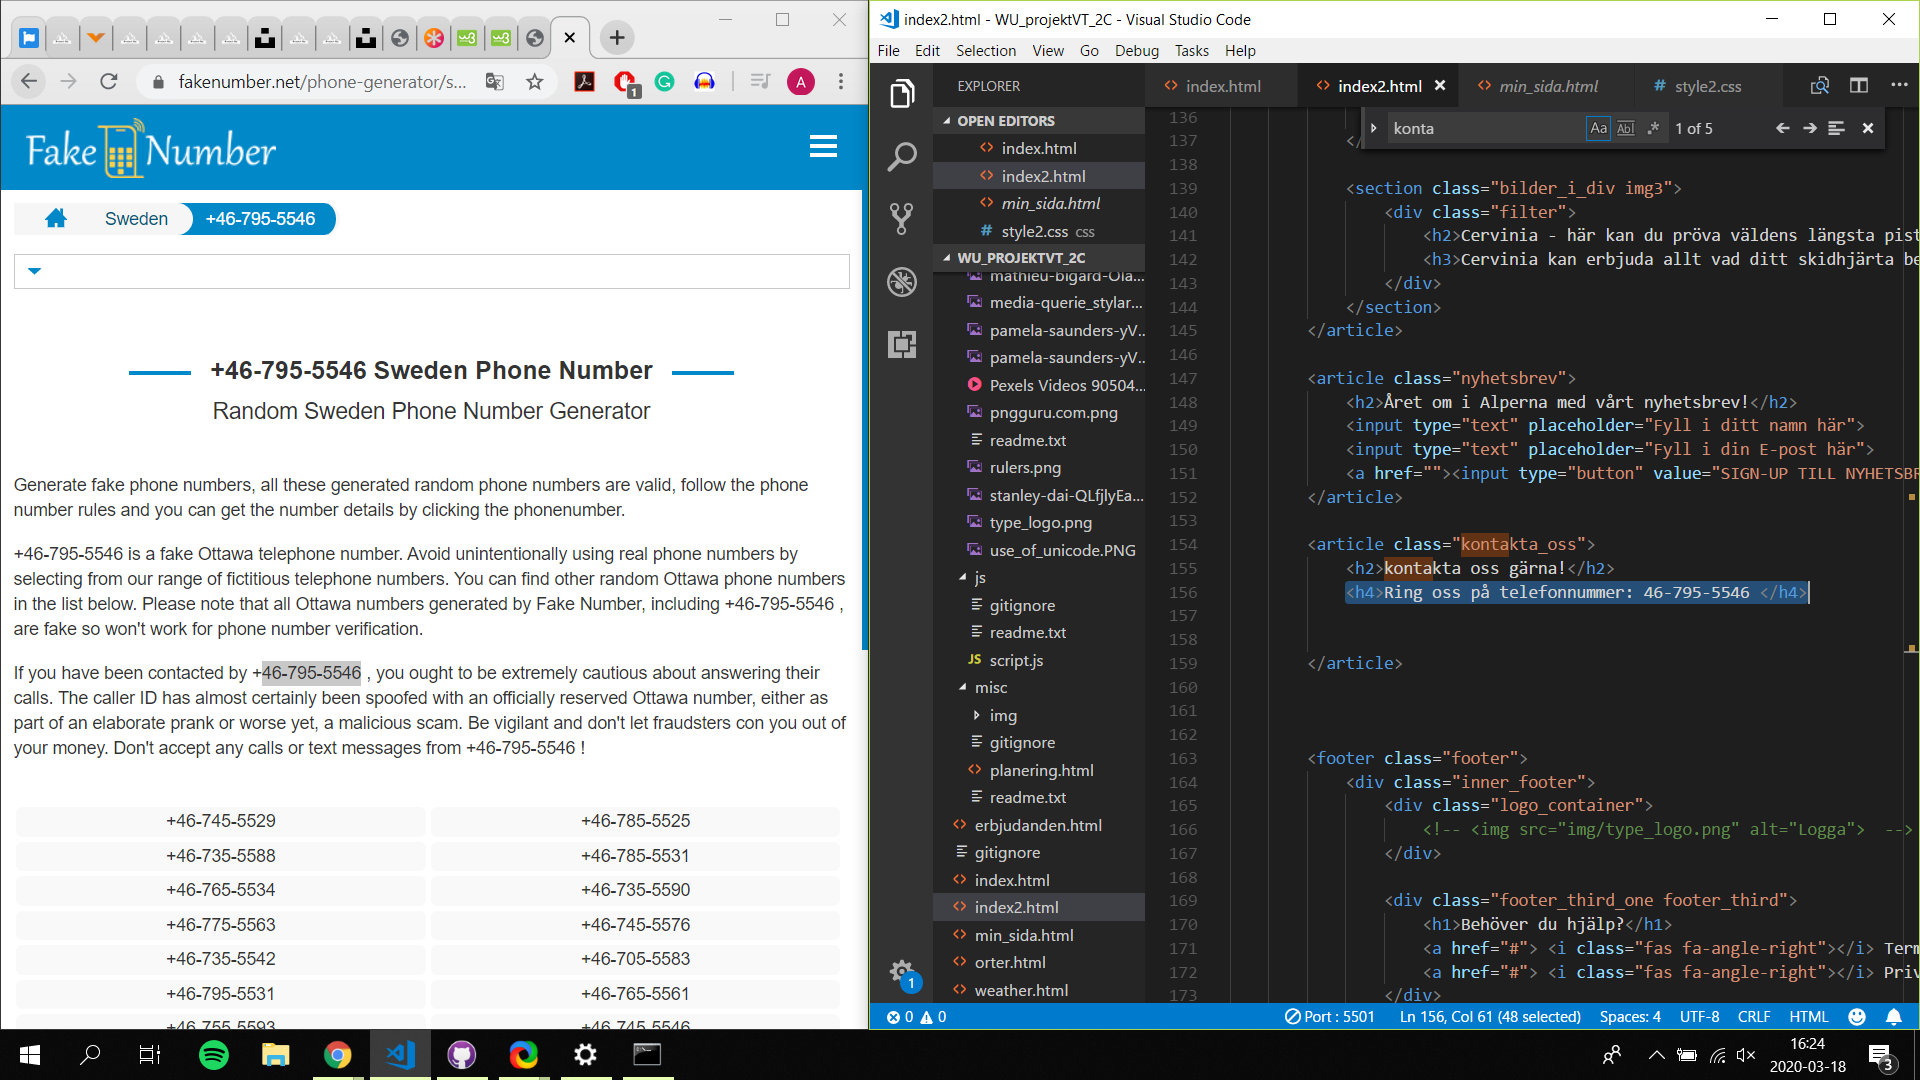 fakenumber.net/phone-generator/s...
A
1
Fake Number
Sweden
+46-795-5546
+46-795-5546 Sweden Phone Number
Random Sweden Phone Number Generator
Generate fake phone numbers, all these generated random phone numbers are valid, follow the phone
number rules and you can get the number details by clicking the phonenumber.
+46-795-5546 is a fake Ottawa telephone number. Avoid unintentionally using real phone numbers by
selecting from our range of fictitious telephone numbers. You can find other random Ottawa phone numbers
in the list below. Please note that all Ottawa numbers generated by Fake Number, including +46-795-5546 ,
are fake so won't work for phone number verification.
If you have been contacted by +46-795-5546 , you ought to be extremely cautious about answering their
calls. The caller ID has almost certainly been spoofed with an officially reserved Ottawa number, either as
part of an elaborate prank or worse yet, a malicious scam. Be vigilant and don't let fraudsters con you out of
your money. Don't accept any calls or text messages from +46-795-5546 !
+46-745-5529 +46-785-5525
+46-735-5588 +46-785-5531
+46-765-5534 +46-735-5590
+46-775-5563 +46-745-5576
+46-735-5542 +46-705-5583
+46-795-5531 +46-765-5561
+46-755-5593 +46-745-5546
index2.html - WU_projektVT_2C - Visual Studio Code
File Edit Selection View Go Debug Tasks Help
EXPLORER
OPEN EDITORS
index.html
index2.html
min_sida.html
style2.css css
WU_PROJEKTVT_2C
mathieu-bigard-Ola...
media-querie_stylar...
pamela-saunders-yV...
pamela-saunders-yV...
Pexels Videos 90504...
pngguru.com.png
readme.txt
rulers.png
stanley-dai-QLfjlyEa...
type_logo.png
use_of_unicode.PNG
js
gitignore
readme.txt
script.js
misc
img
gitignore
planering.html
readme.txt
erbjudanden.html
gitignore
index.html
index2.html
min_sida.html
orter.html
weather.html
1
index.html index2.html min_sida.html style2.css
konta Aa Abl .* 1 of 5
136
137 </
138
139 <section class="bilder_i_div img3">
140 <div class="filter">
141 <h2>Cervinia - här kan du pröva väldens längsta pist
142 <h3>Cervinia kan erbjuda allt vad ditt skidhjärta be
143 </div>
144 </section>
145 </article>
146
147 <article class="nyhetsbrev">
148 <h2>Året om i Alperna med vårt nyhetsbrev!</h2>
149 <input type="text" placeholder="Fyll i ditt namn här">
150 <input type="text" placeholder="Fyll i din E-post här">
151 <a href=""><input type="button" value="SIGN-UP TILL NYHETSBR
152 </article>
153
154 <article class="kontakta_oss">
155 <h2>kontakta oss gärna!</h2>
156 <h4>Ring oss på telefonnummer: 46-795-5546 </h4>
157
158
159 </article>
160
161
162
163 <footer class="footer">
164 <div class="inner_footer">
165 <div class="logo_container">
166 <!-- <img src="img/type_logo.png" alt="Logga">  -->
167 </div>
168
169 <div class="footer_third_one footer_third">
170 <h1>Behöver du hjälp?</h1>
171 <a href="#"> <i class="fas fa-angle-right"></i> Term
172 <a href="#"> <i class="fas fa-angle-right"></i> Priv
173 </div>
0 0 Port : 5501 Ln 156, Col 61 (48 selected) Spaces: 4 UTF-8 CRLF HTML
16:24
2020-03-18
3